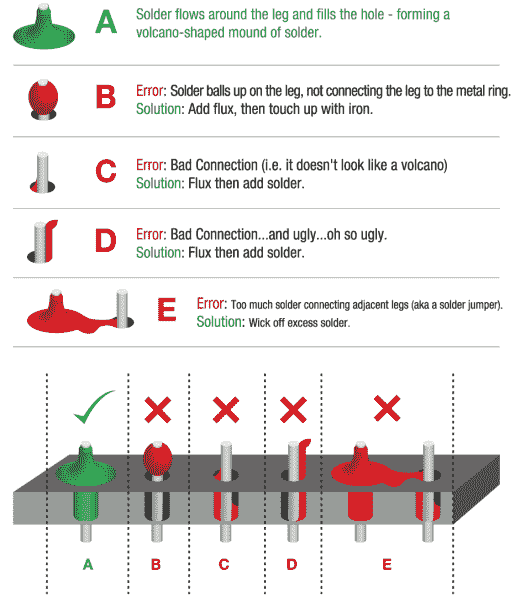 A
Solder flows around the leg and fills the hole - forming a
volcano-shaped mound of solder.
B
Error: Solder balls up on the leg, not connecting the leg to the metal ring.
Solution: Add flux, then touch up with iron.
C
Error: Bad Connection (i.e. it doesn't look like a volcano)
Solution: Flux then add solder.
D
Error: Bad Connection...and ugly...oh so ugly.
Solution: Flux then add solder.
E
Error: Too much solder connecting adjacent legs (aka a solder jumper).
Solution: Wick off excess solder.
A B C D E